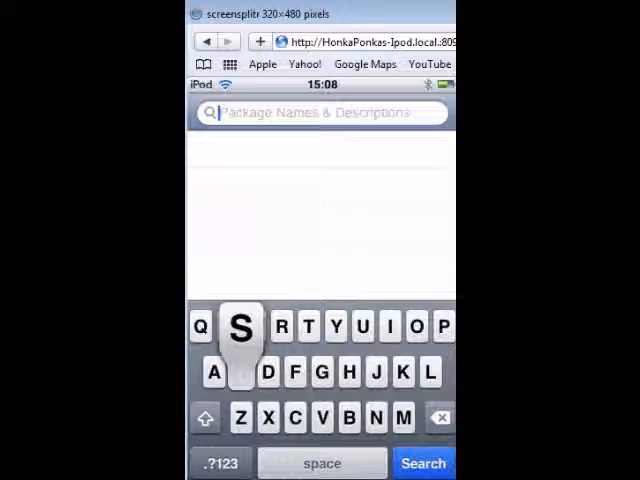 screensplitr 320×480 pixels
http://HonkaPonkas-Ipod.local.:809
Apple Yahoo! Google Maps YouTube
iPod 15:08
Package Names & Descriptions
Q S R T Y U I O P
A D F G H J K L
Z X C V B N M
.?123 space Search